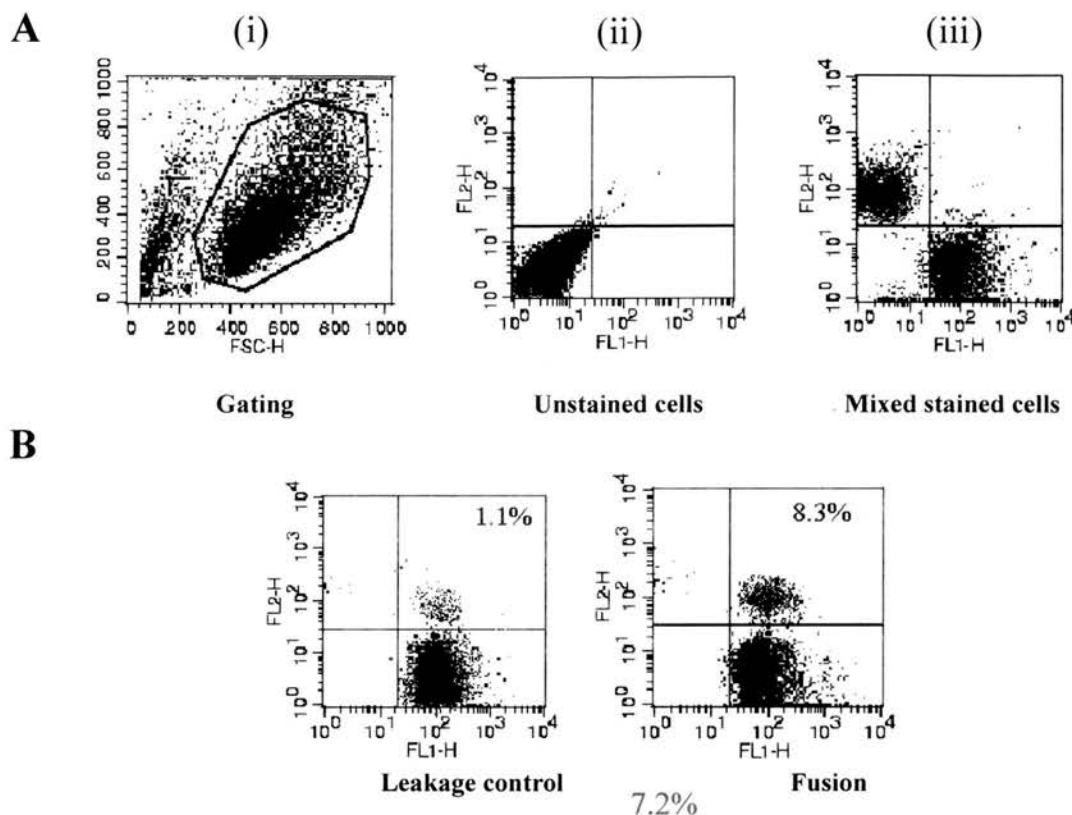 A
(i)
(ii)
(iii)
1000
800
600
400
200
0
0 200 400 600 800 1000
FSC-H
Gating
10^4
10^3
10^2
10^1
10^0
FL2-H
10^0 10^1 10^2 10^3 10^4
FL1-H
Unstained cells
10^4
10^3
10^2
10^1
10^0
FL2-H
10^0 10^1 10^2 10^3 10^4
FL1-H
Mixed stained cells
B
10^4
10^3
10^2
10^1
10^0
FL2-H
1.1%
10^0 10^1 10^2 10^3 10^4
FL1-H
Leakage control
10^4
10^3
10^2
10^1
10^0
FL2-H
8.3%
10^0 10^1 10^2 10^3 10^4
FL1-H
Fusion
7.2%